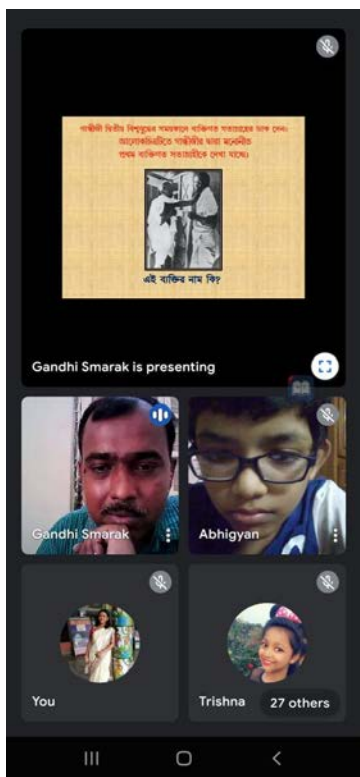 গান্ধীজী দ্বিতীয় বিশ্বযুদ্ধের সময়কালে ব্যক্তিগত সত্যাগ্রহের ডাক দেন।
আলোকচিত্রটিতে গান্ধীজীর দ্বারা মনোনীত
প্রথম ব্যক্তিগত সত্যাগ্রহীকে দেখা যাচ্ছে।
এই ব্যক্তির নাম কি?
Gandhi Smarak is presenting
Gandhi Smarak
Abhigyan
You
Trishna
27 others